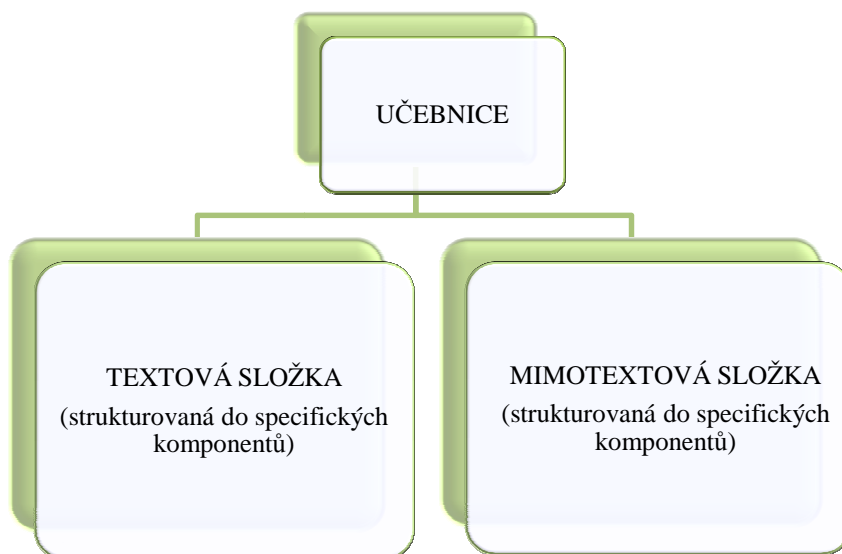 UČEBNICE
TEXTOVÁ SLOŽKA
(strukturovaná do specifických
komponentů)
MIMOTEXTOVÁ SLOŽKA
(strukturovaná do specifických
komponentů)